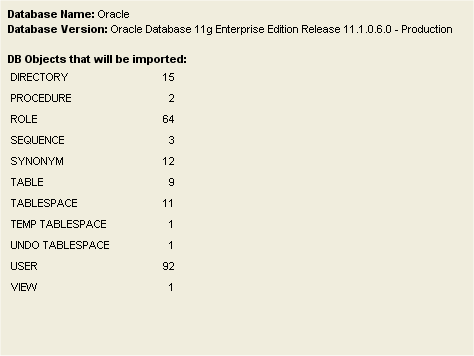 Database Name: Oracle
Database Version: Oracle Database 11g Enterprise Edition Release 11.1.0.6.0 - Production
DB Objects that will be imported:
DIRECTORY 15
PROCEDURE 2
ROLE 64
SEQUENCE 3
SYNONYM 12
TABLE 9
TABLESPACE 11
TEMP TABLESPACE 1
UNDO TABLESPACE 1
USER 92
VIEW 1